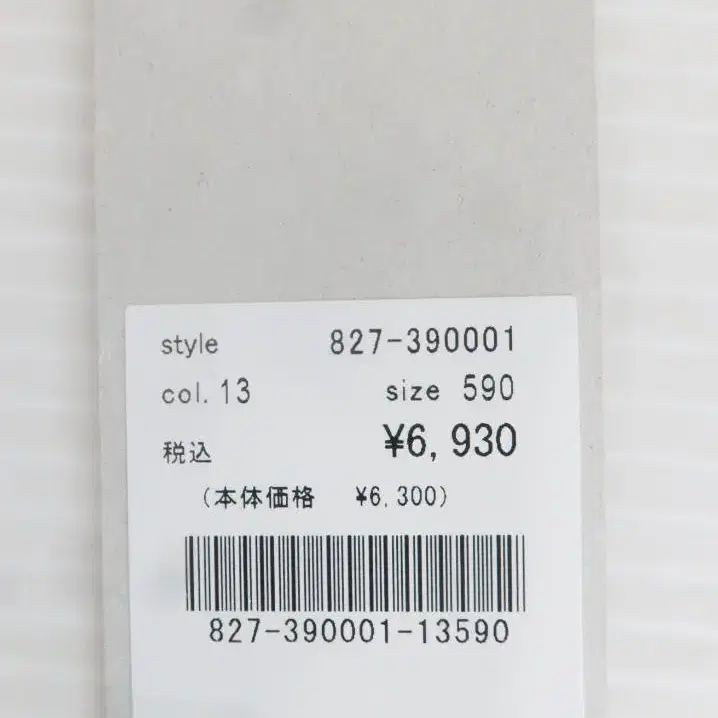 style 827-390001
col. 13 size 590
税込 ¥6,930
(本体価格 ¥6,300)
827-390001-13590